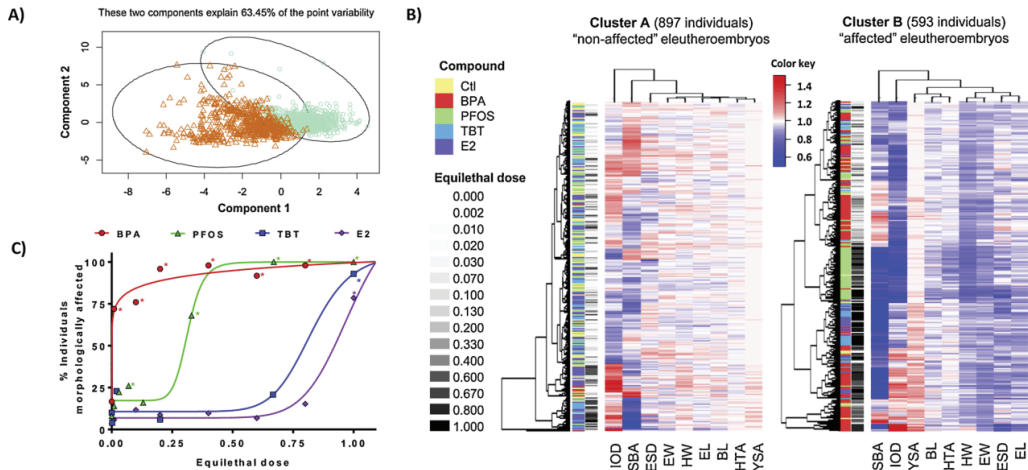 A)
These two components explain 63.45% of the point variability
Component 2
10
5
0
-5
-8
-6
-4
-2
0
2
4
Component 1
B)
Cluster A (897 individuals)
"non-affected" eleutheroembryos
Cluster B (593 individuals)
"affected" eleutheroembryos
Compound
Ctl
BPA
PFOS
TBT
E2
Equilethal dose
0.000
0.002
0.010
0.020
0.030
0.070
0.100
0.130
0.200
0.330
0.400
0.600
0.670
0.800
1.000
Color key
1.4
1.2
1.0
0.8
0.6
IOD
SBA
ESD
EW
HW
EL
BL
HTA
YSA
SBA
IOD
YSA
BL
HTA
HW
EW
ESD
EL
C)
BPA
PFOS
TBT
E2
% Individuals
morphologically affected
100
75
50
25
0
0.00
0.25
0.50
0.75
1.00
Equilethal dose